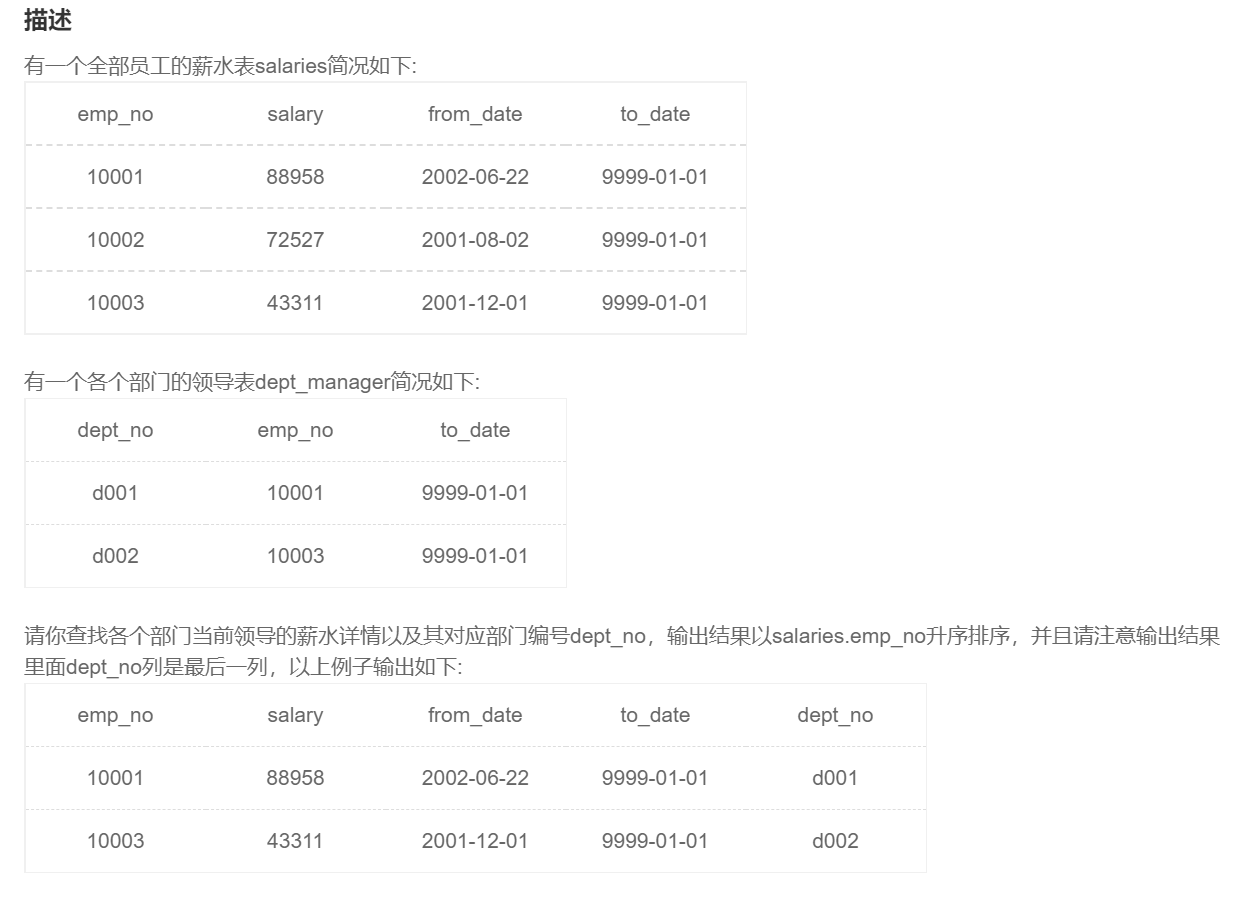 描述
有一个全部员工的薪水表salaries简况如下:
emp_no salary from_date to_date
10001 88958 2002-06-22 9999-01-01
10002 72527 2001-08-02 9999-01-01
10003 43311 2001-12-01 9999-01-01
有一个各个部门的领导表dept_manager简况如下:
dept_no emp_no to_date
d001 10001 9999-01-01
d002 10003 9999-01-01
请你查找各个部门当前领导的薪水详情以及其对应部门编号dept_no，输出结果以salaries.emp_no升序排序，并且请注意输出结果
里面dept_no列是最后一列，以上例子输出如下:
emp_no salary from_date to_date dept_no
10001 88958 2002-06-22 9999-01-01 d001
10003 43311 2001-12-01 9999-01-01 d002